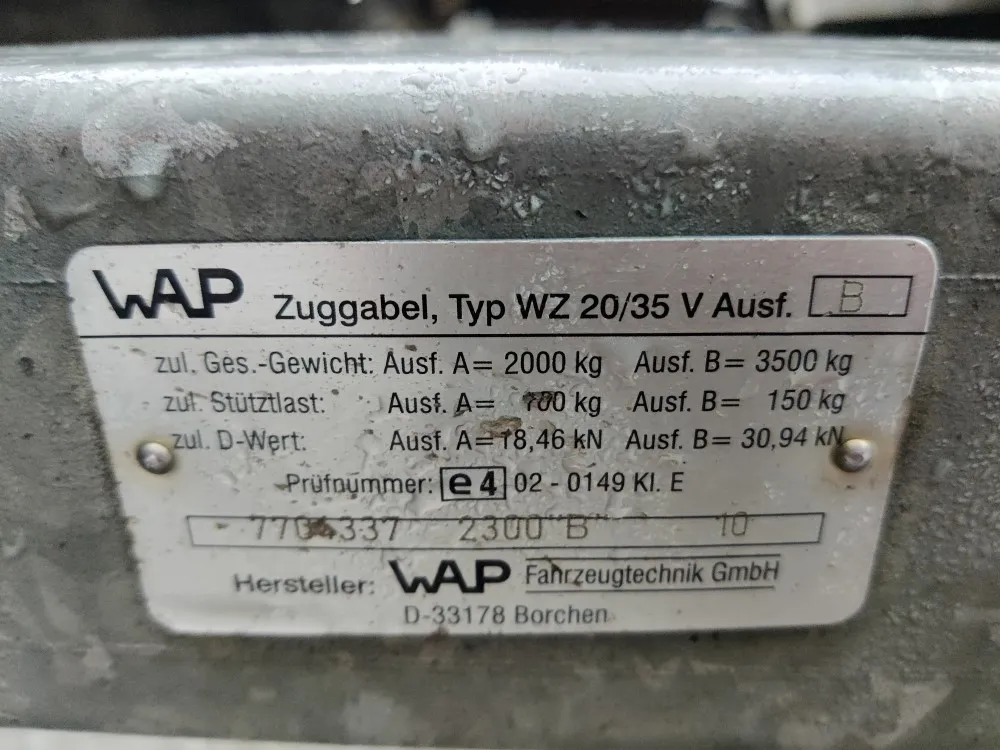 WAP Zuggabel, Typ WZ 20/35 V Ausf. B
zul. Ges.-Gewicht: Ausf. A= 2000 kg Ausf. B= 3500 kg
zul. Stütztlast: Ausf. A= 100 kg Ausf. B= 150 kg
zul. D-Wert: Ausf. A=18,46 kN Ausf. B= 30,94 kN
Prüfnummer: e4 02 - 0149 Kl. E
7704337 2300"B" 10
Hersteller: WAP Fahrzeugtechnik GmbH
D-33178 Borchen